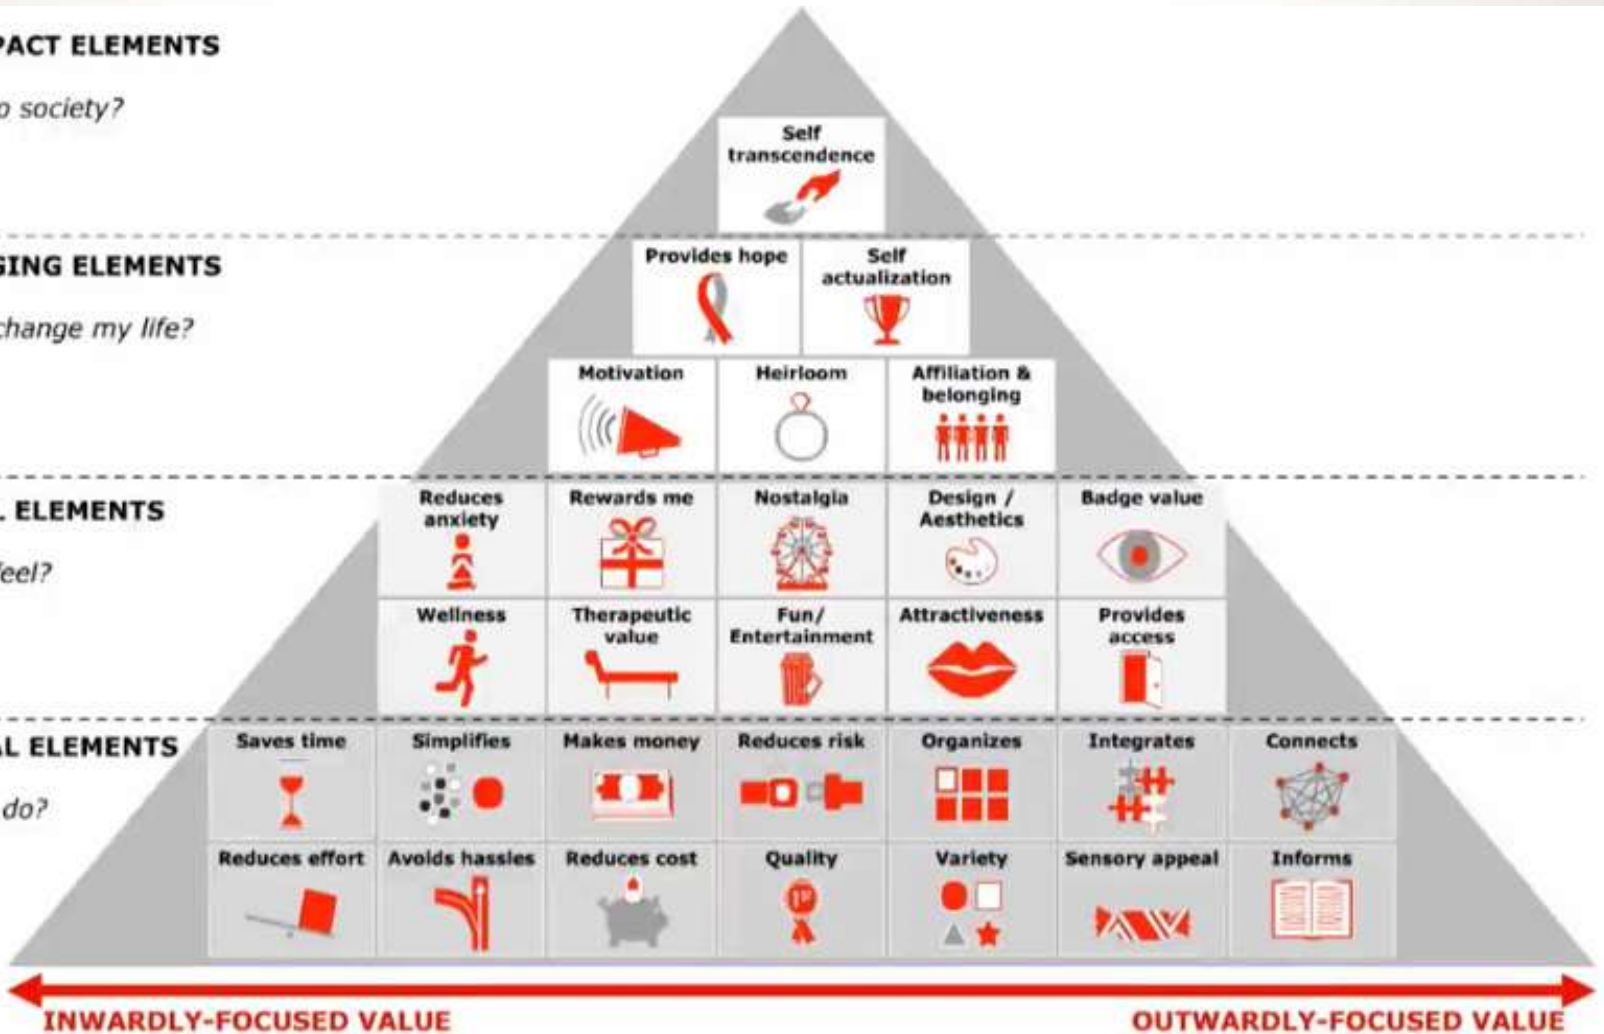 PACT ELEMENTS
o society?
Self
transcendence
GING ELEMENTS
change my life?
Provides hope
Self
actualization
Motivation
Heirloom
Affiliation &
belonging
L ELEMENTS
feel?
Reduces
anxiety
Rewards me
Nostalgia
Design /
Aesthetics
Badge value
Wellness
Therapeutic
value
Fun/
Entertainment
Attractiveness
Provides
access
AL ELEMENTS
do?
Saves time
Simplifies
Makes money
Reduces risk
Organizes
Integrates
Connects
Reduces effort
Avoids hassles
Reduces cost
Quality
1st
Variety
Sensory appeal
Informs
INWARDLY-FOCUSED VALUE
OUTWARDLY-FOCUSED VALUE